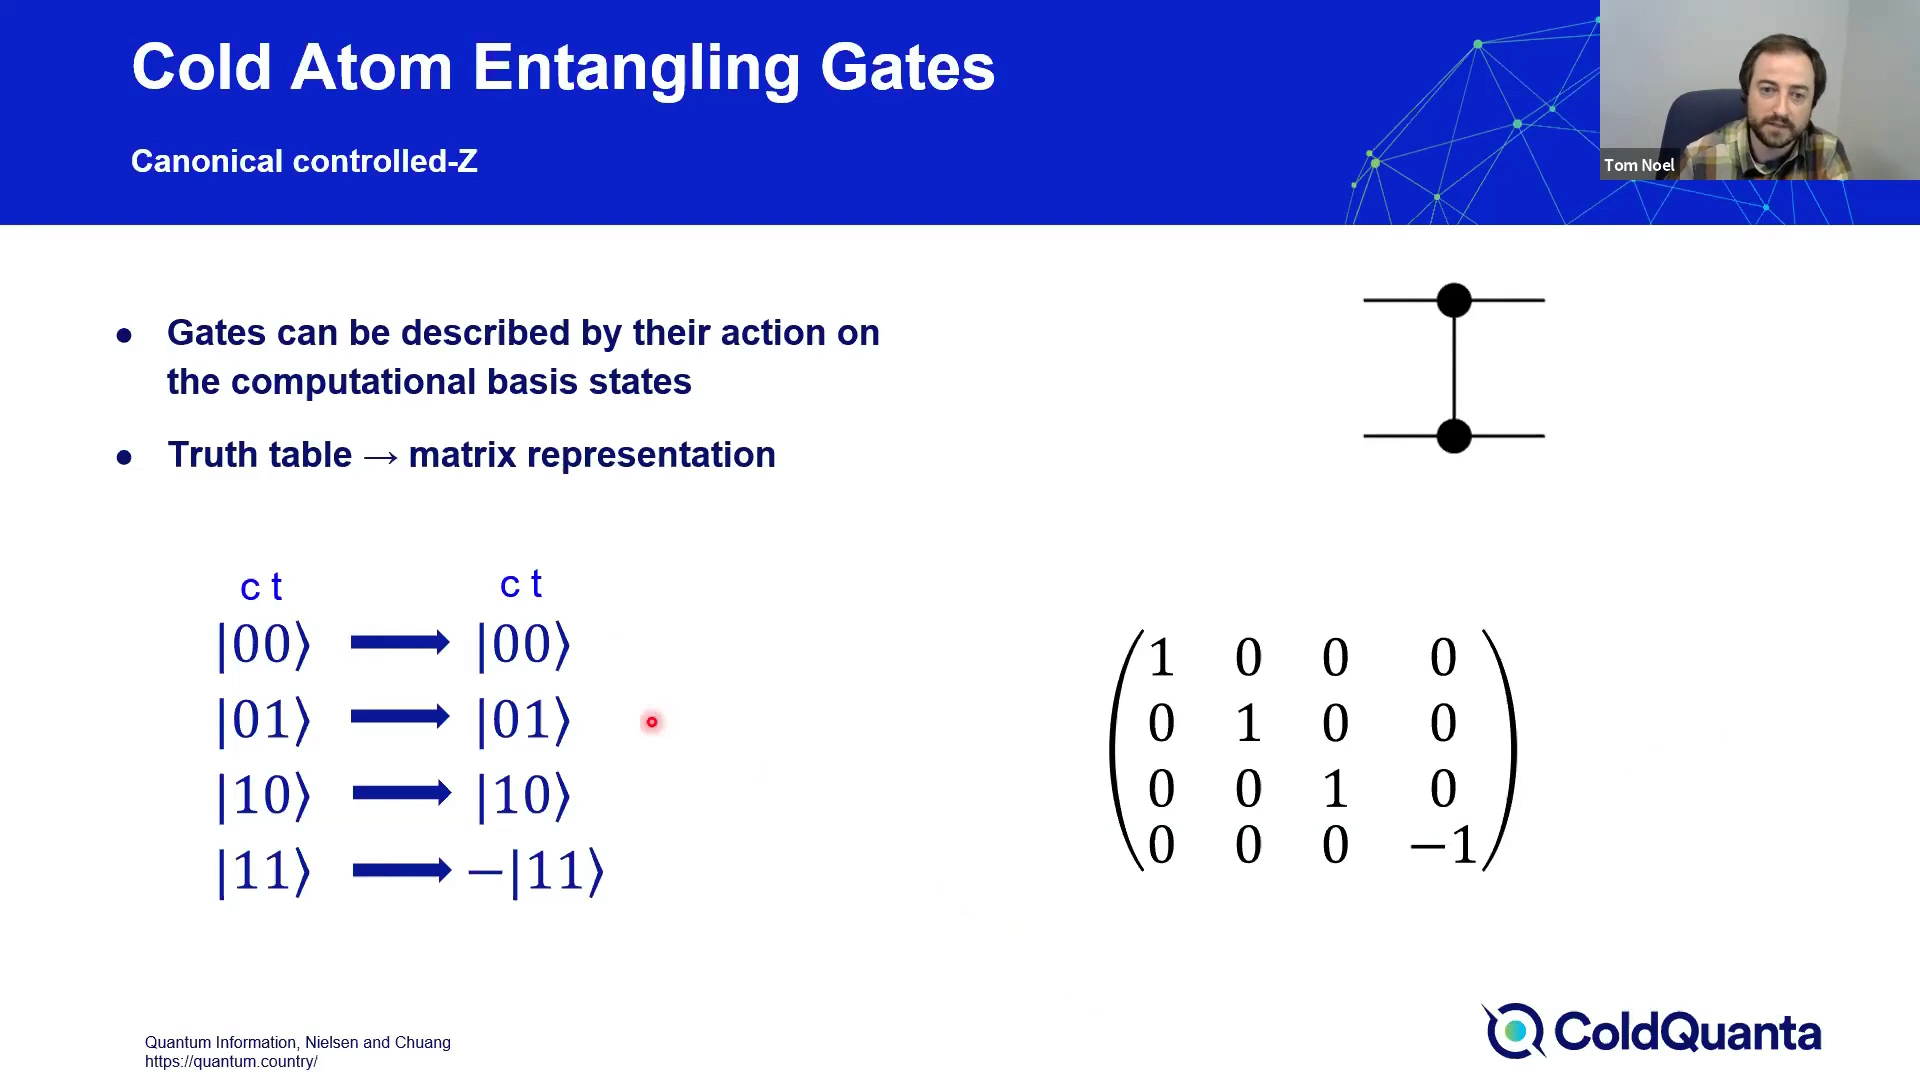 Cold Atom Entangling Gates
Canonical controlled-Z
Tom Noel
● Gates can be described by their action on
the computational basis states
● Truth table → matrix representation
c t c t
|00⟩ |00⟩
|01⟩ |01⟩
|10⟩ |10⟩
|11⟩ −|11⟩
1 0 0 0
0 1 0 0
0 0 1 0
0 0 0 −1
Quantum Information, Nielsen and Chuang
https://quantum.country/
ColdQuanta